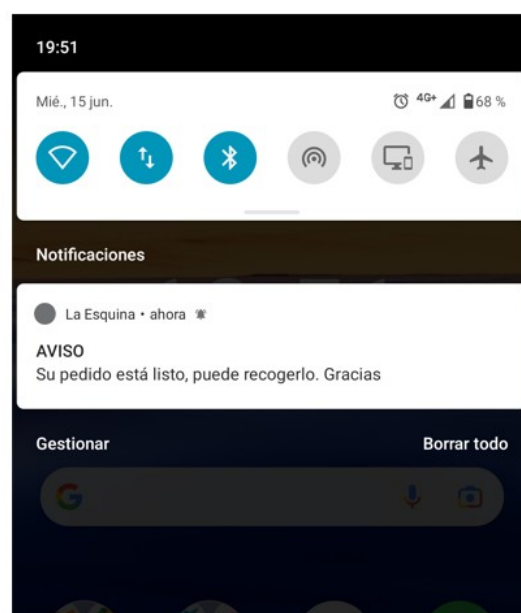 19:51
Mié., 15 jun.
4G+ 68 %
Notificaciones
La Esquina • ahora
AVISO
Su pedido está listo, puede recogerlo. Gracias
Gestionar
Borrar todo